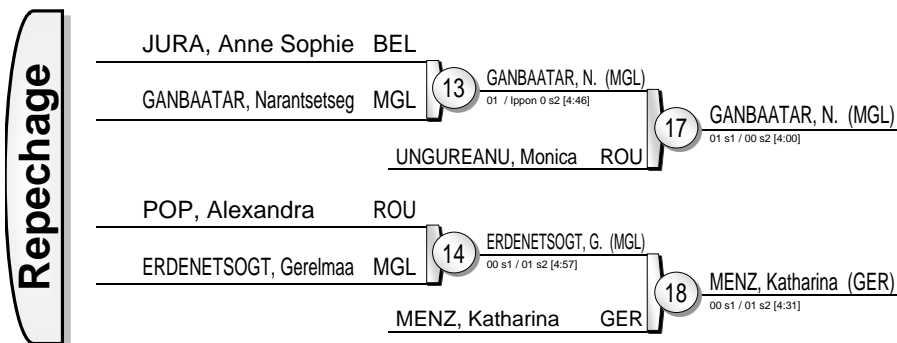 Repechage
JURA, Anne Sophie BEL
GANBAATAR, Narantsetseg MGL
13
GANBAATAR, N. (MGL)
01 / Ippon 0 s2 [4:46]
UNGUREANU, Monica ROU
17
GANBAATAR, N. (MGL)
01 s1 / 00 s2 [4:00]
POP, Alexandra ROU
ERDENETSOGT, Gerelmaa MGL
14
ERDENETSOGT, G. (MGL)
00 s1 / 01 s2 [4:57]
MENZ, Katharina GER
18
MENZ, Katharina (GER)
00 s1 / 01 s2 [4:31]